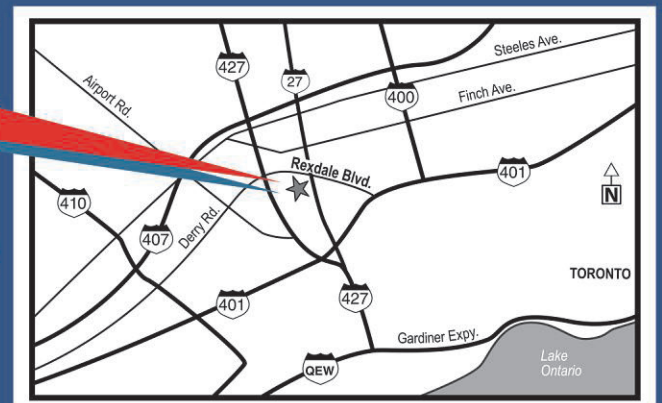 427
27
400
Steeles Ave.
Finch Ave.
Airport Rd.
Rexdale Blvd.
401
N
410
407
Derry Rd.
TORONTO
401
427
Gardiner Expy.
QEW
Lake
Ontario